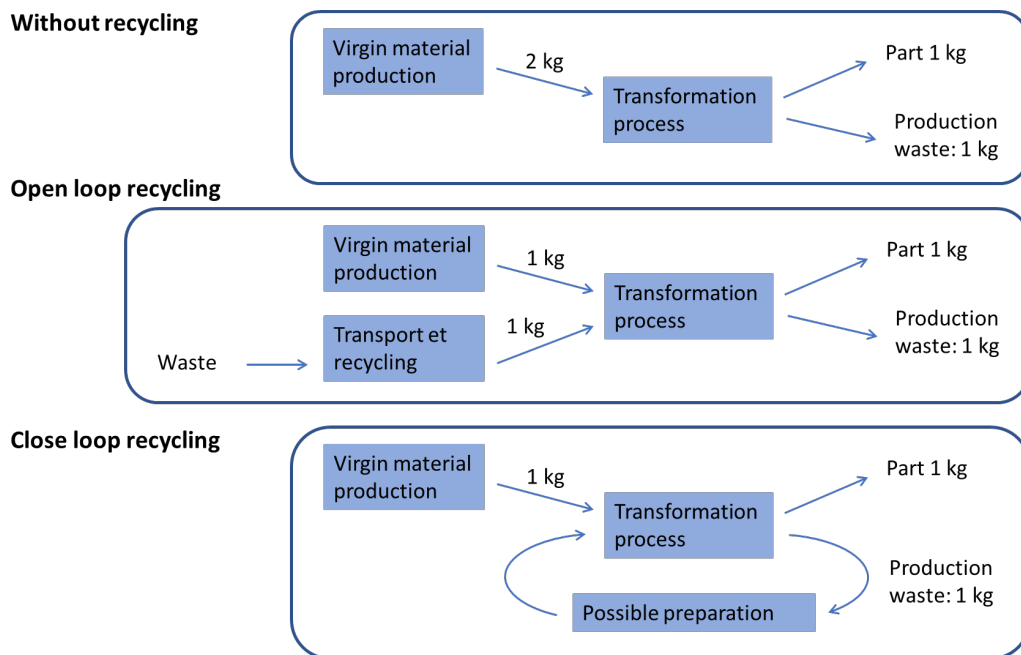 Without recycling
Virgin material
production
2 kg
Transformation
process
Part 1 kg
Production
waste: 1 kg
Open loop recycling
Virgin material
production
1 kg
Transport et
recycling
1 kg
Waste
Transformation
process
Part 1 kg
Production
waste: 1 kg
Close loop recycling
Virgin material
production
1 kg
Transformation
process
Part 1 kg
Production
waste: 1 kg
Possible preparation